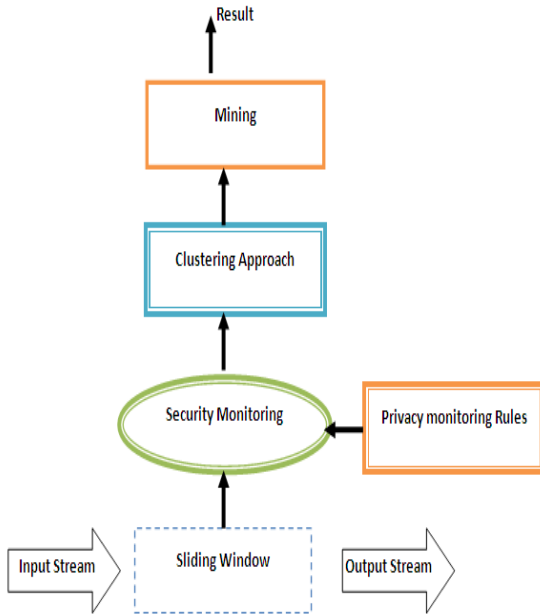 Result
Mining
Clustering Approach
Security Monitoring
Privacy monitoring Rules
Input Stream
Sliding Window
Output Stream